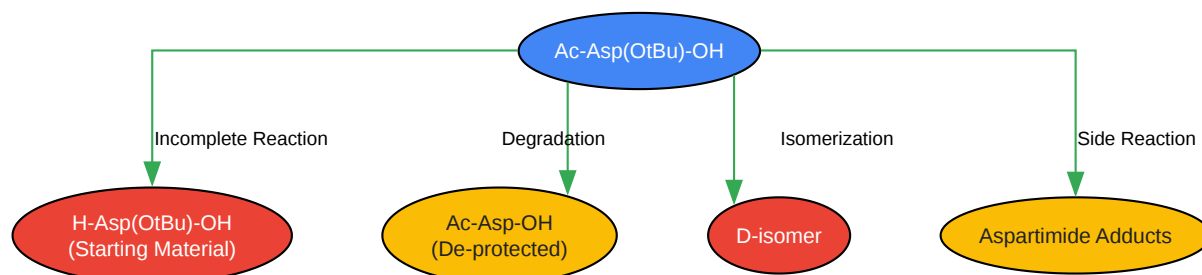 Ac-Asp(OtBu)-OH
Incomplete Reaction
Degradation
Isomerization
Side Reaction
H-Asp(OtBu)-OH
(Starting Material)
Ac-Asp-OH
(De-protected)
D-isomer
Aspartimide Adducts